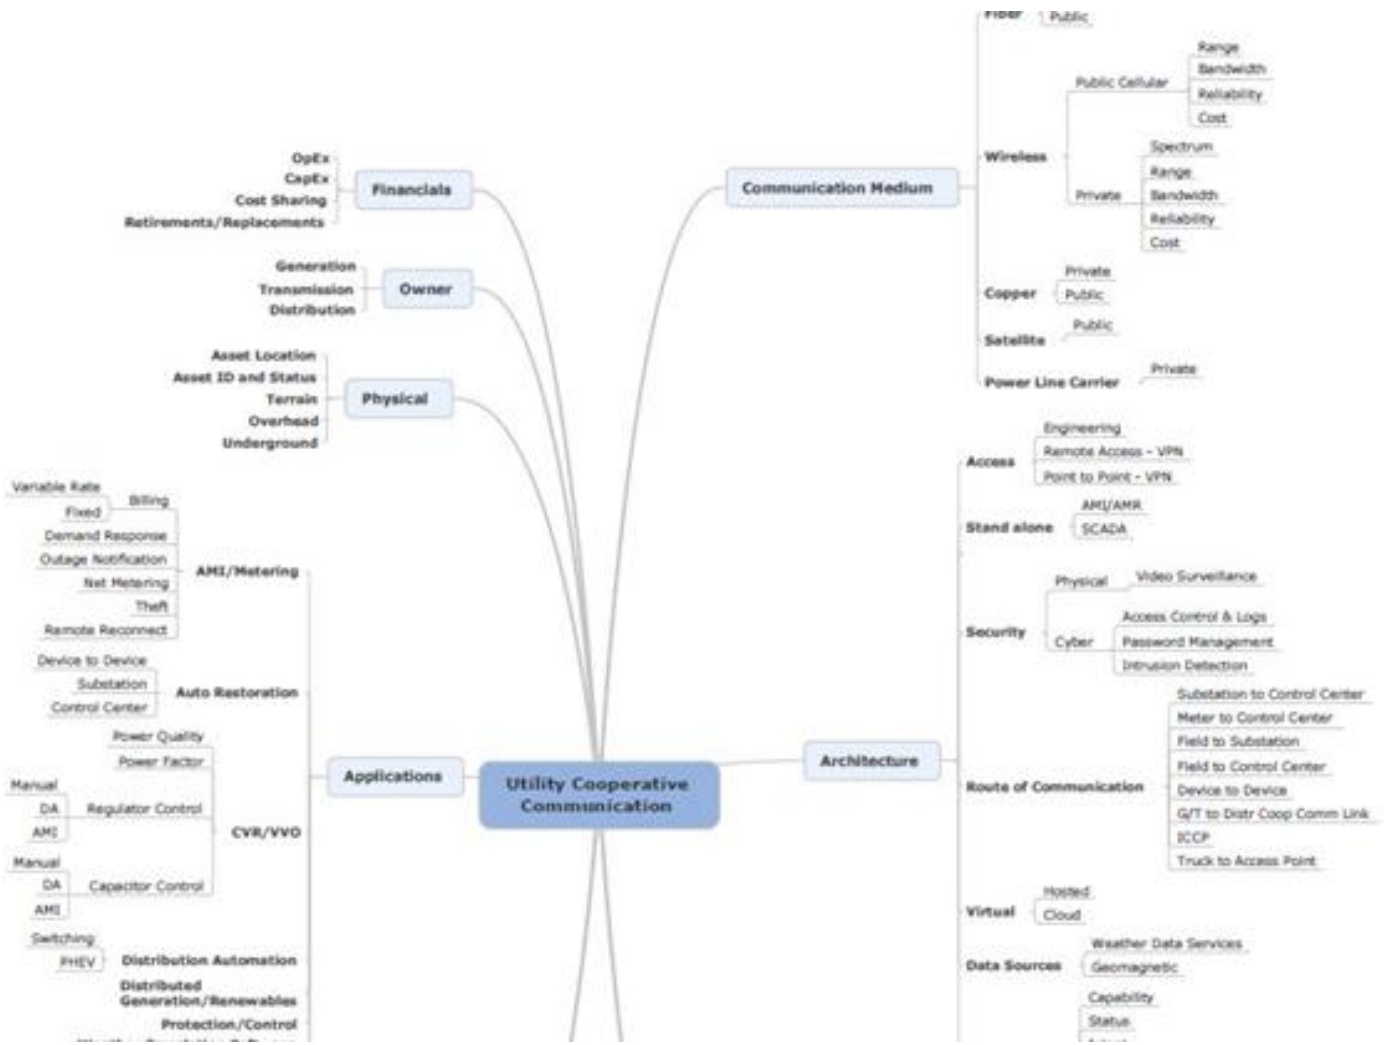 Fiber
Public
Range
Bandwidth
Public Cellular
Reliability
Cost
Wireless
Spectrum
Range
Private
Bandwidth
Reliability
Cost
Communication Medium
Private
Copper
Public
Public
Satellite
Private
Power Line Carrier
OpEx
CapEx
Financials
Cost Sharing
Retirements/Replacements
Generation
Transmission
Owner
Distribution
Asset Location
Asset ID and Status
Terrain
Physical
Overhead
Underground
Engineering
Access
Remote Access - VPN
Point to Point - VPN
AMI/AMR
Stand alone
SCADA
Physical
Video Surveillance
Security
Access Control & Logs
Cyber
Password Management
Intrusion Detection
Substation to Control Center
Meter to Control Center
Field to Substation
Field to Control Center
Architecture
Route of Communication
Device to Device
G/T to Distr Coop Comm Link
ICCP
Truck to Access Point
Hosted
Virtual
Cloud
Weather Data Services
Data Sources
Geomagnetic
Capability
Status
Variable Rate
Billing
Fixed
Demand Response
Outage Notification
AMI/Metering
Net Metering
Theft
Remote Reconnect
Device to Device
Substation
Auto Restoration
Control Center
Power Quality
Power Factor
Applications
Utility Cooperative
Communication
Manual
DA
Regulator Control
AMI
CVR/VVO
Manual
DA
Capacitor Control
AMI
Switching
PHEV
Distribution Automation
Distributed
Generation/Renewables
Protection/Control